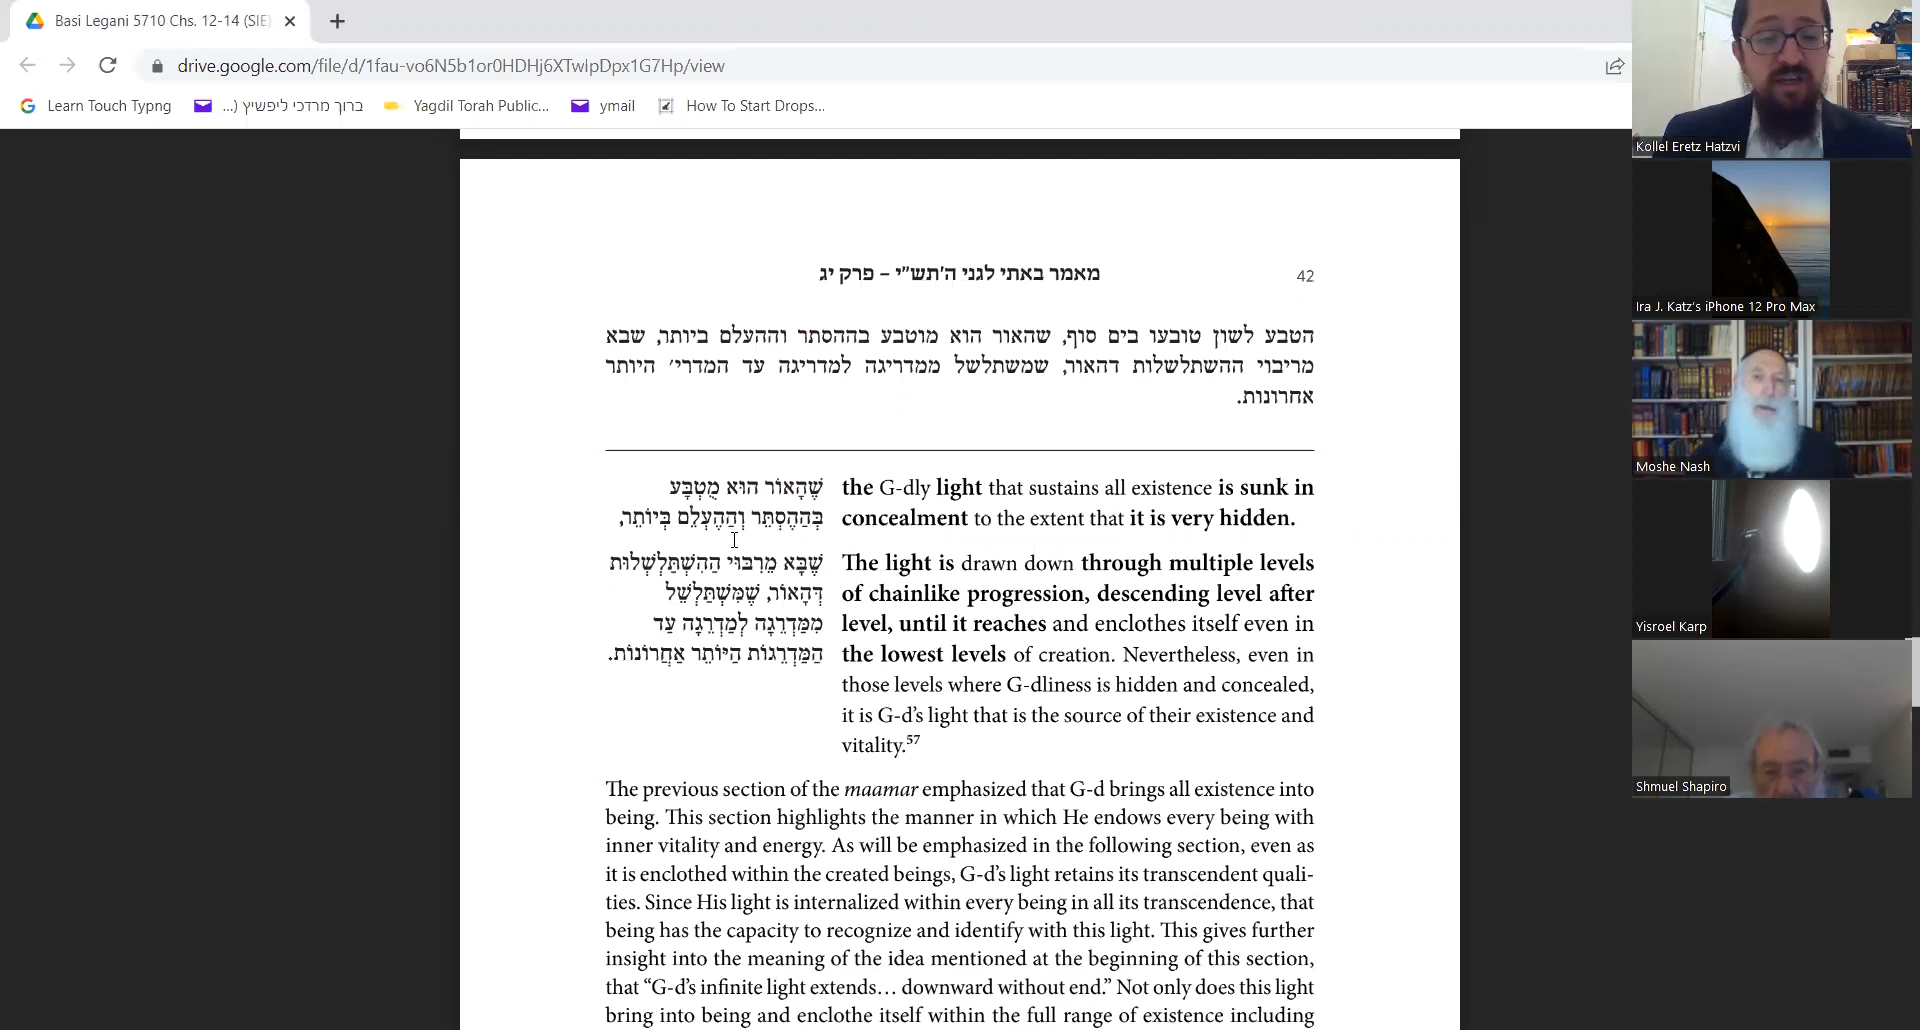 Basi Legani 5710 Chs. 12-14 (SIE)
drive.google.com/file/d/1fau-vo6N5b1or0HDHj6XTwIpDpx1G7Hp/view
Learn Touch Typng
ברוך מרדכי ליפשיץ (...
Yagdil Torah Public...
ymail
How To Start Drops...
מאמר באתי לגני ה'תש"י – פרק יג
42
הטבע לשון טובעו בים סוף, שהאור הוא מוטבע בההסתר וההעלם ביותר, שבא
מריבוי ההשתלשלות דהאור, שמשתלשל ממדריגה למדריגה עד המדרי׳ היותר
אחרונות.
שֶׁהָאוֹר הוּא מֻטְבָּע
בְּהַהֶסְתֵּר וְהַהֶעְלֵם בְּיוֹתֵר,
the G-dly light that sustains all existence is sunk in
concealment to the extent that it is very hidden.
שֶׁבָּא מֵרִבּוּי הַהִשְׁתַּלְשְׁלוּת
דְּהָאוֹר, שֶׁמִּשְׁתַּלְשֵׁל
מִמַּדְרֵגָה לְמַדְרֵגָה עַד
הַמַּדְרֵגוֹת הַיּוֹתֵר אַחֲרוֹנוֹת.
The light is drawn down through multiple levels
of chainlike progression, descending level after
level, until it reaches and enclothes itself even in
the lowest levels of creation. Nevertheless, even in
those levels where G-dliness is hidden and concealed,
it is G-d’s light that is the source of their existence and
vitality.57
The previous section of the maamar emphasized that G-d brings all existence into
being. This section highlights the manner in which He endows every being with
inner vitality and energy. As will be emphasized in the following section, even as
it is enclothed within the created beings, G-d’s light retains its transcendent quali-
ties. Since His light is internalized within every being in all its transcendence, that
being has the capacity to recognize and identify with this light. This gives further
insight into the meaning of the idea mentioned at the beginning of this section,
that “G-d’s infinite light extends… downward without end.” Not only does this light
bring into being and enclothe itself within the full range of existence including
Kollel Eretz Hatzvi
Ira J. Katz's iPhone 12 Pro Max
Moshe Nash
Yisroel Karp
Shmuel Shapiro